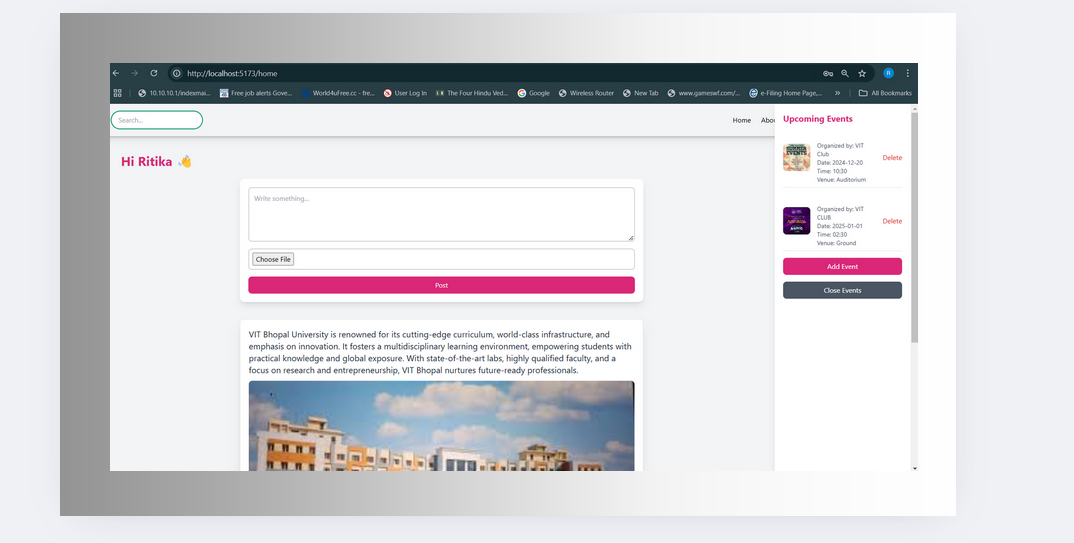 http://localhost:5173/home
10.10.10.1/indexmai...
Free job alerts Gove...
World4uFree.cc - fre...
User Log In
The Four Hindu Ved...
Google
Wireless Router
New Tab
www.gameswf.com/...
e-Filing Home Page,...
»
All Bookmarks
R
Search...
Home
Abou
Hi Ritika 👋
Write something...
Choose File
Post
VIT Bhopal University is renowned for its cutting-edge curriculum, world-class infrastructure, and
emphasis on innovation. It fosters a multidisciplinary learning environment, empowering students with
practical knowledge and global exposure. With state-of-the-art labs, highly qualified faculty, and a
focus on research and entrepreneurship, VIT Bhopal nurtures future-ready professionals.
Upcoming Events
SUMMER
EVENTS
Organized by: VIT
Club
Date: 2024-12-20
Time: 10:30
Venue: Auditorium
Delete
Organized by: VIT
CLUB
Date: 2025-01-01
Time: 02:30
Venue: Ground
Delete
Add Event
Close Events